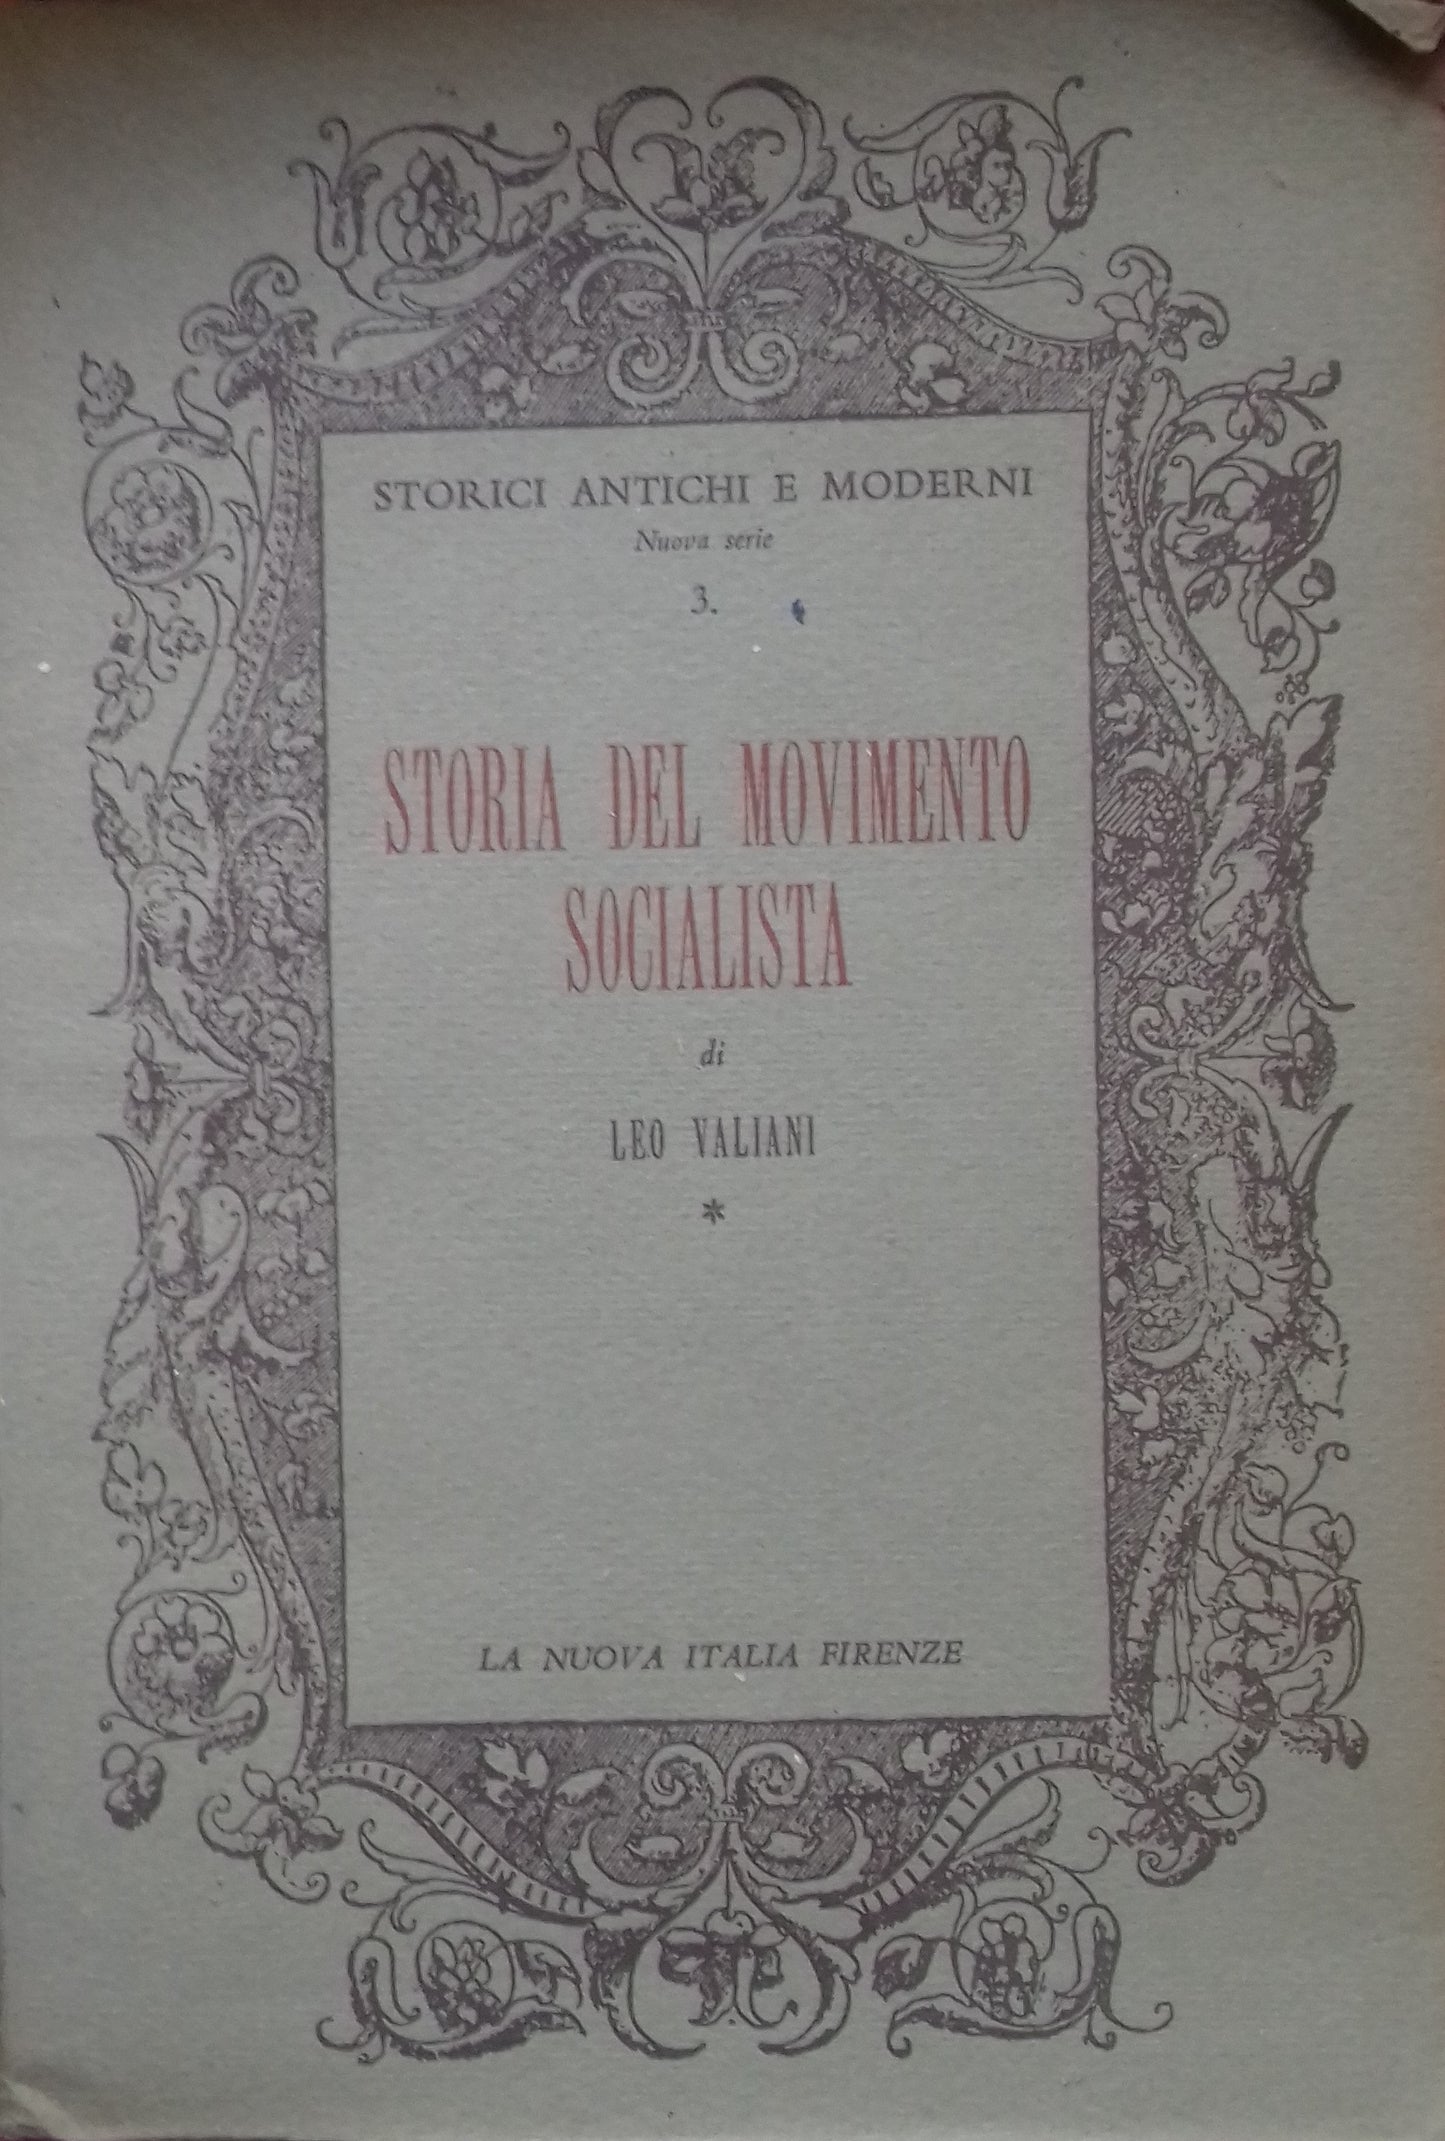 STORICI ANTICHI E MODERNI
Nuova serie
3.
STORIA DEL MOVIMENTO
SOCIALISTA
di
LEO VALIANI
*
LA NUOVA ITALIA FIRENZE